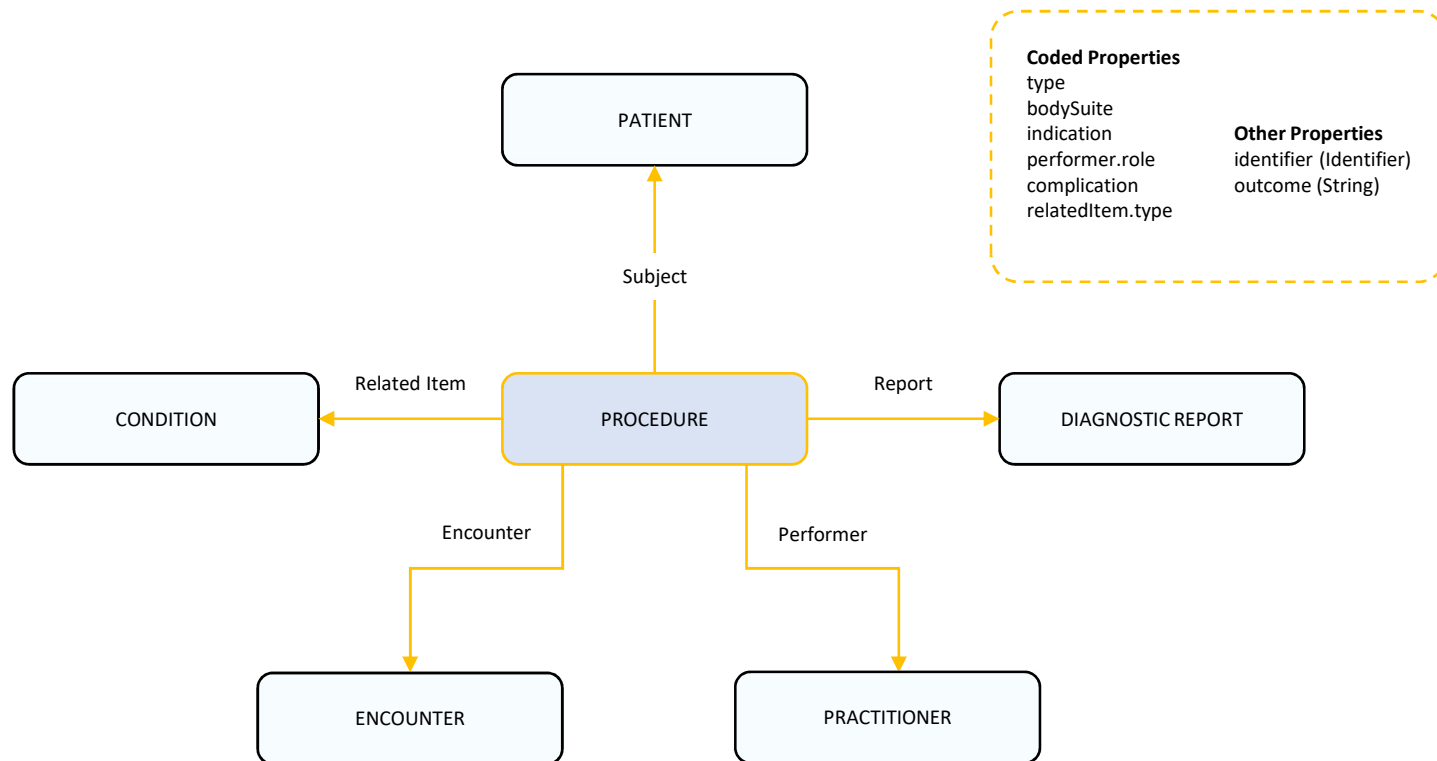 Coded Properties
type
bodySuite
indication
performer.role
complication
relatedItem.type
Other Properties
identifier (Identifier)
outcome (String)
PATIENT
Subject
Related Item
Report
CONDITION
PROCEDURE
DIAGNOSTIC REPORT
Encounter
Performer
ENCOUNTER
PRACTITIONER